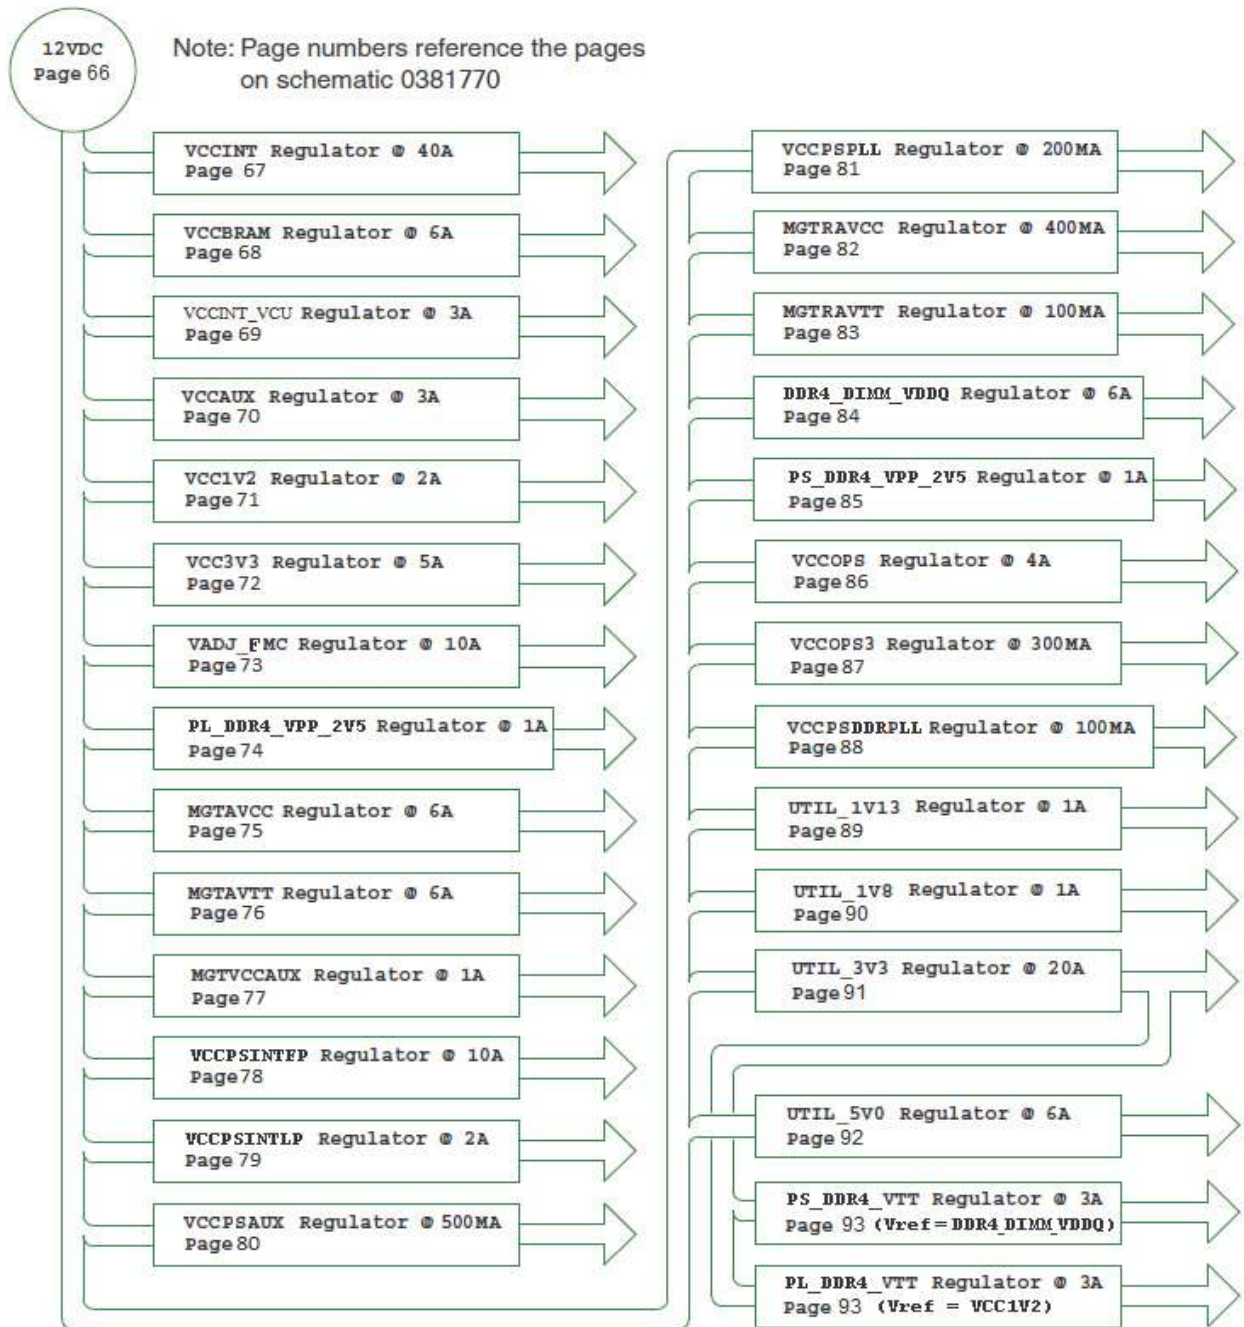 12VDC
Page 66
Note: Page numbers reference the pages
on schematic 0381770
VCCINT Regulator @ 40A
Page 67
VCCBRAM Regulator @ 6A
Page 68
VCCINT_VCU Regulator @ 3A
Page 69
VCCAUX Regulator @ 3A
Page 70
VCC1V2 Regulator @ 2A
Page 71
VCC3V3 Regulator @ 5A
Page 72
VADJ_FMC Regulator @ 10A
Page 73
PL_DDR4_VPP_2V5 Regulator @ 1A
Page 74
MGTAVCC Regulator @ 6A
Page 75
MGTAVTT Regulator @ 6A
Page 76
MGTVCCAUX Regulator @ 1A
Page 77
VCCPSINTFP Regulator @ 10A
Page 78
VCCPSINTLP Regulator @ 2A
Page 79
VCCPSAUX Regulator @ 500MA
Page 80
VCCPSPLL Regulator @ 200MA
Page 81
MGTRAVCC Regulator @ 400MA
Page 82
MGTRAVTT Regulator @ 100MA
Page 83
DDR4_DIMM_VDDQ Regulator @ 6A
Page 84
PS_DDR4_VPP_2V5 Regulator @ 1A
Page 85
VCCOPS Regulator @ 4A
Page 86
VCCOPS3 Regulator @ 300MA
Page 87
VCCPSDDRPLL Regulator @ 100MA
Page 88
UTIL_1V13 Regulator @ 1A
Page 89
UTIL_1V8 Regulator @ 1A
Page 90
UTIL_3V3 Regulator @ 20A
Page 91
UTIL_5V0 Regulator @ 6A
Page 92
PS_DDR4_VTT Regulator @ 3A
Page 93 (Vref=DDR4_DIMM_VDDQ)
PL_DDR4_VTT Regulator @ 3A
Page 93 (Vref = VCC1V2)